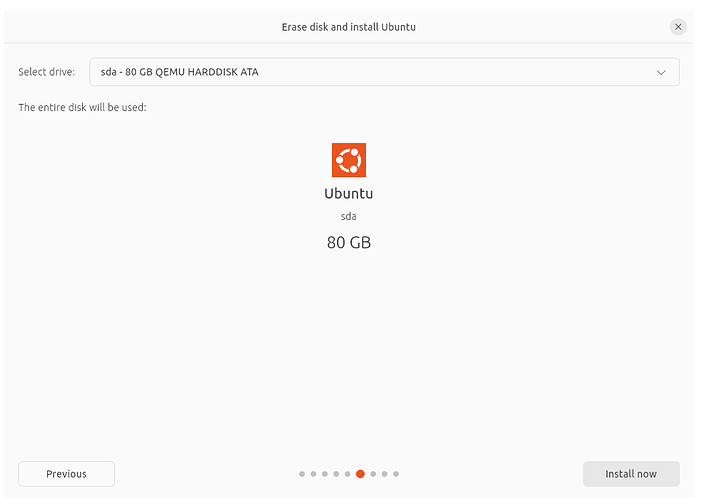 Erase disk and install Ubuntu
Select drive: sda - 80 GB QEMU HARDDISK ATA
The entire disk will be used:
Ubuntu
sda
80 GB
Previous
Install now